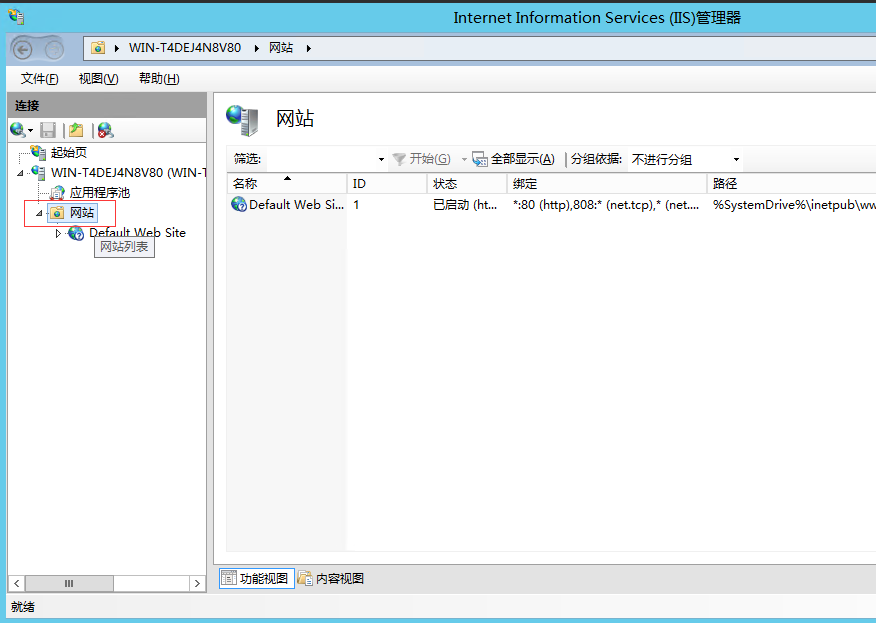 Internet Information Services (IIS)管理器
WIN-T4DEJ4N8V80 网站
文件(F) 视图(V) 帮助(H)
连接
起始页
WIN-T4DEJ4N8V80 (WIN-T
应用程序池
网站
Default Web Site
网站列表
网站
筛选: 开始(G) 全部显示(A) 分组依据: 不进行分组
名称 ID 状态 绑定 路径
Default Web Si... 1 已启动 (ht... *:80 (http),808:* (net.tcp),* (net.... %SystemDrive%\inetpub\ww
功能视图 内容视图
就绪